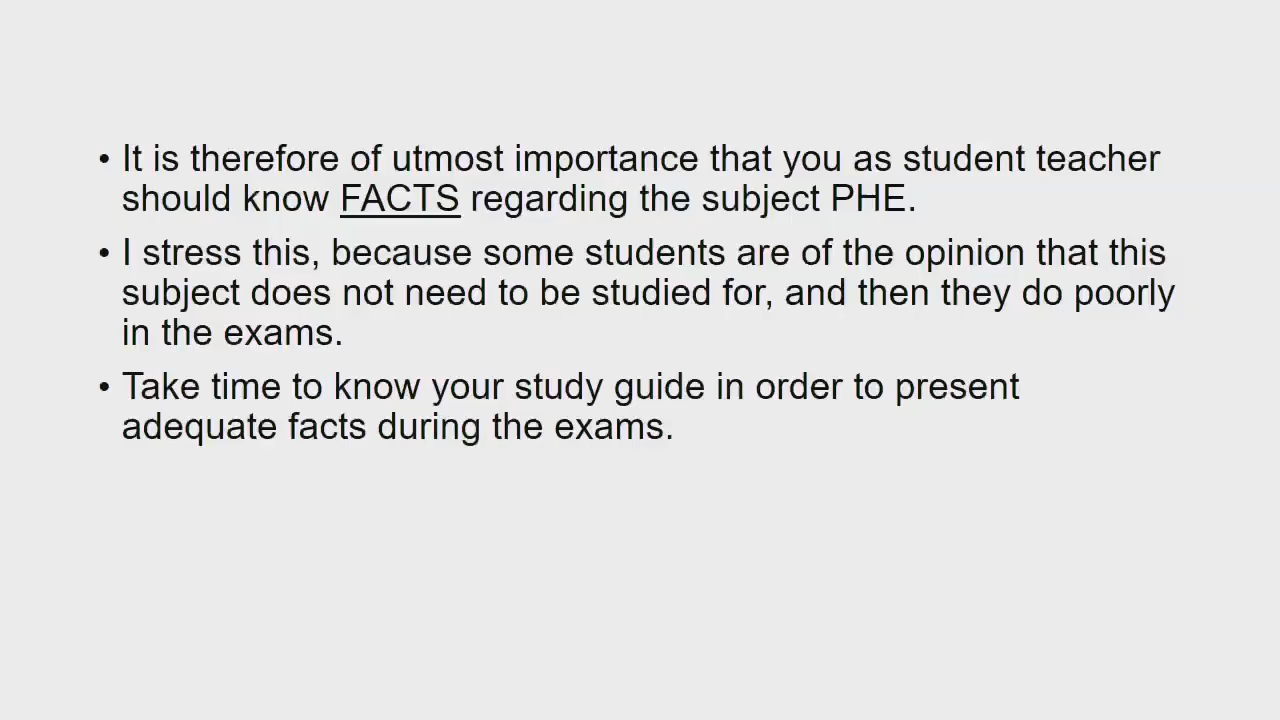 • It is therefore of utmost importance that you as student teacher
should know FACTS regarding the subject PHE.
• I stress this, because some students are of the opinion that this
subject does not need to be studied for, and then they do poorly
in the exams.
• Take time to know your study guide in order to present
adequate facts during the exams.